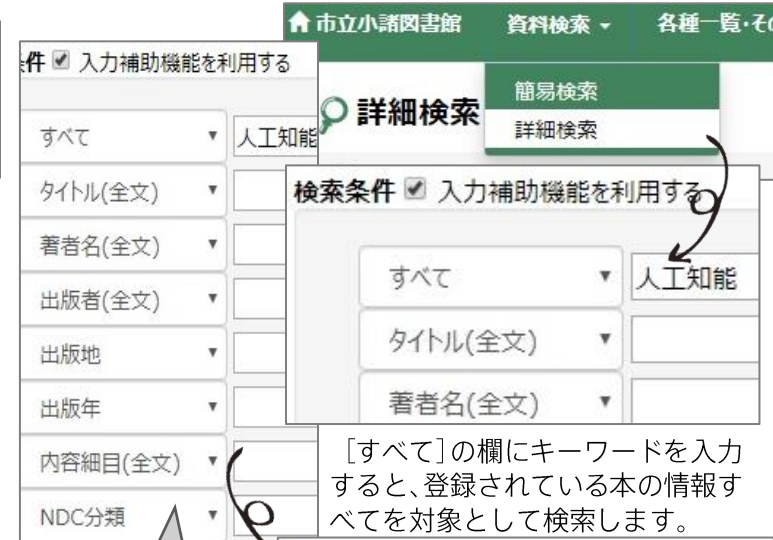 市立小諸図書館 資料検索 各種一覧・その
簡易検索
詳細検索
詳細検索
件 入力補助機能を利用する
すべて 人工知能
タイトル(全文)
著者名(全文)
出版者(全文)
出版地
出版年
内容細目(全文)
NDC分類
検索条件 入力補助機能を利用する
すべて 人工知能
タイトル(全文)
著者名(全文)
[すべて]の欄にキーワードを入力
すると、登録されている本の情報す
べてを対象として検索します。